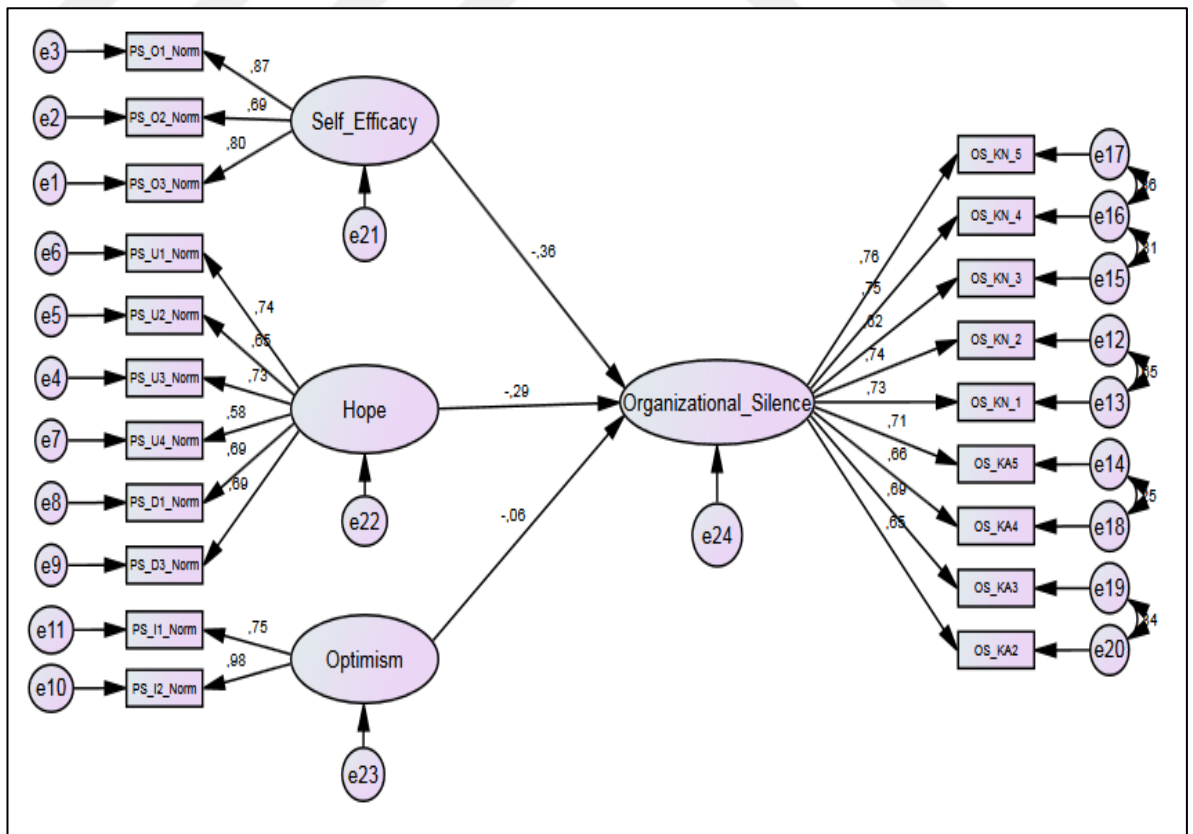 e3
PS_O1_Norm
,87
e2
PS_O2_Norm
,69
Self_Efficacy
e1
PS_O3_Norm
,80
e21
e6
PS_U1_Norm
,74
e5
PS_U2_Norm
,65
e4
PS_U3_Norm
,73
Hope
e7
PS_U4_Norm
,58
e8
PS_D1_Norm
,69
e9
PS_D3_Norm
,69
e22
e11
PS_I1_Norm
,75
Optimism
e10
PS_I2_Norm
,98
e23
-,36
-,29
-,06
Organizational_Silence
e24
,76
OS_KN_5
e17
,75
OS_KN_4
e16
,62
OS_KN_3
e15
,74
OS_KN_2
e12
,73
OS_KN_1
e13
,71
OS_KA5
e14
,66
OS_KA4
e18
,69
OS_KA3
e19
,65
OS_KA2
e20